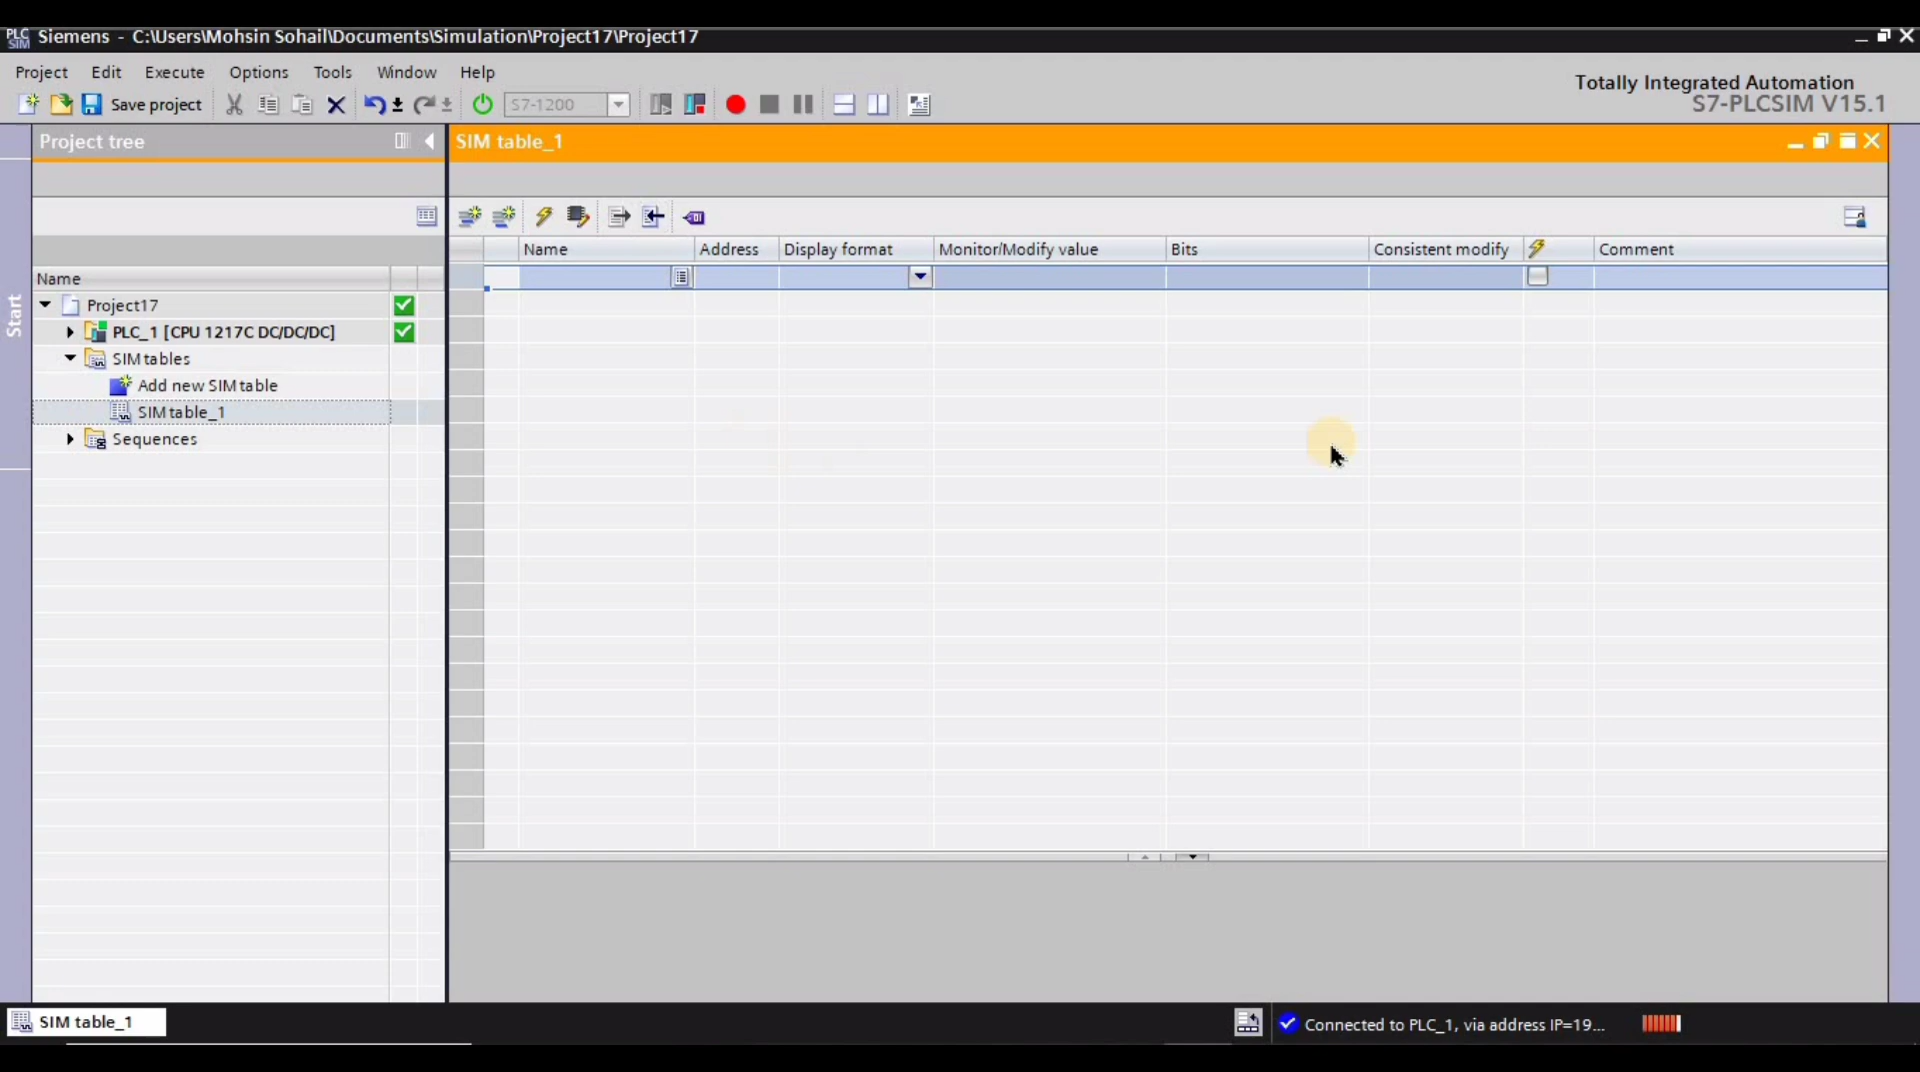 PLC SIM Siemens - C:\Users\Mohsin Sohail\Documents\Simulation\Project17\Project17
Project Edit Execute Options Tools Window Help
Totally Integrated Automation
S7-PLCSIM V15.1
Save project S7-1200
Project tree
SIM table_1
Name Address Display format Monitor/Modify value Bits Consistent modify Comment
Name
Start
Project17
PLC_1 [CPU 1217C DC/DC/DC]
SIM tables
Add new SIM table
SIM table_1
Sequences
SIM table_1
Connected to PLC_1, via address IP=19...